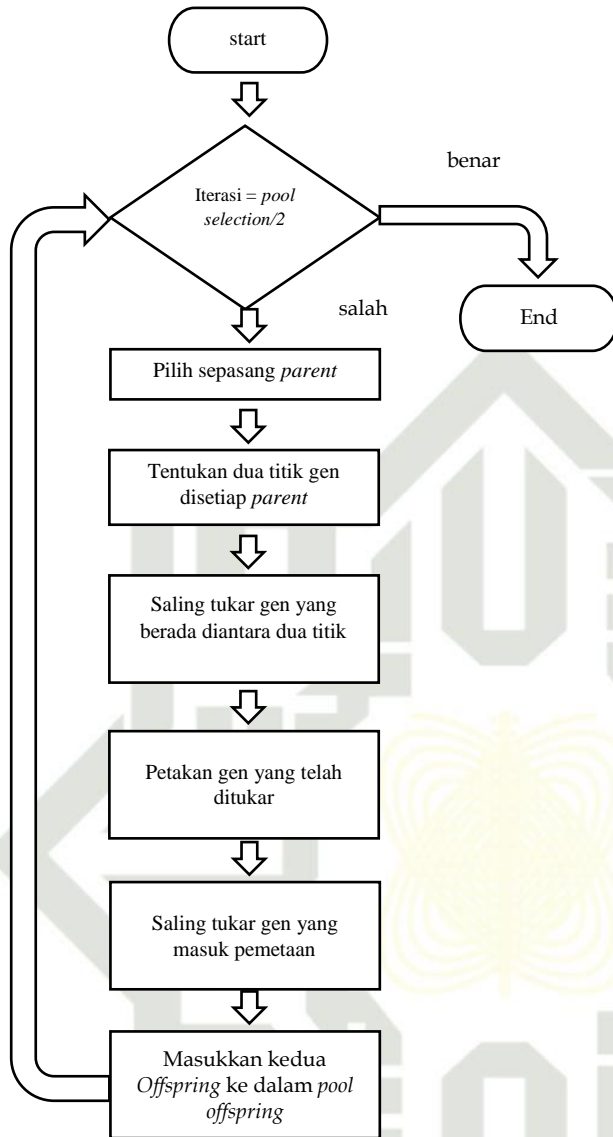 start
Iterasi = pool
selection/2
benar
salah
End
Pilih sepasang parent
Tentukan dua titik gen
disetiap parent
Saling tukar gen yang
berada diantara dua titik
Petakan gen yang telah
ditukar
Saling tukar gen yang
masuk pemetaan
Masukkan kedua
Offspring ke dalam pool
offspring